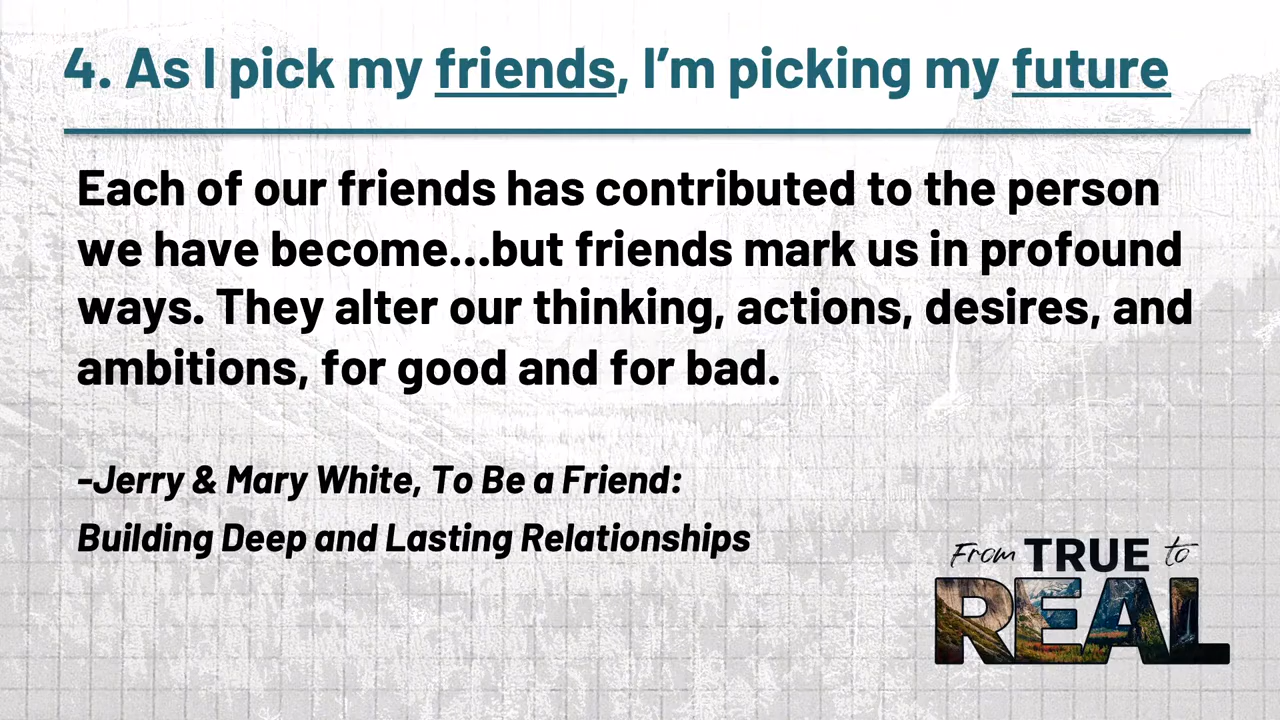 4. As I pick my friends, I’m picking my future
Each of our friends has contributed to the person
we have become...but friends mark us in profound
ways. They alter our thinking, actions, desires, and
ambitions, for good and for bad.
–Jerry & Mary White, To Be a Friend:
Building Deep and Lasting Relationships
From TRUE to
REAL